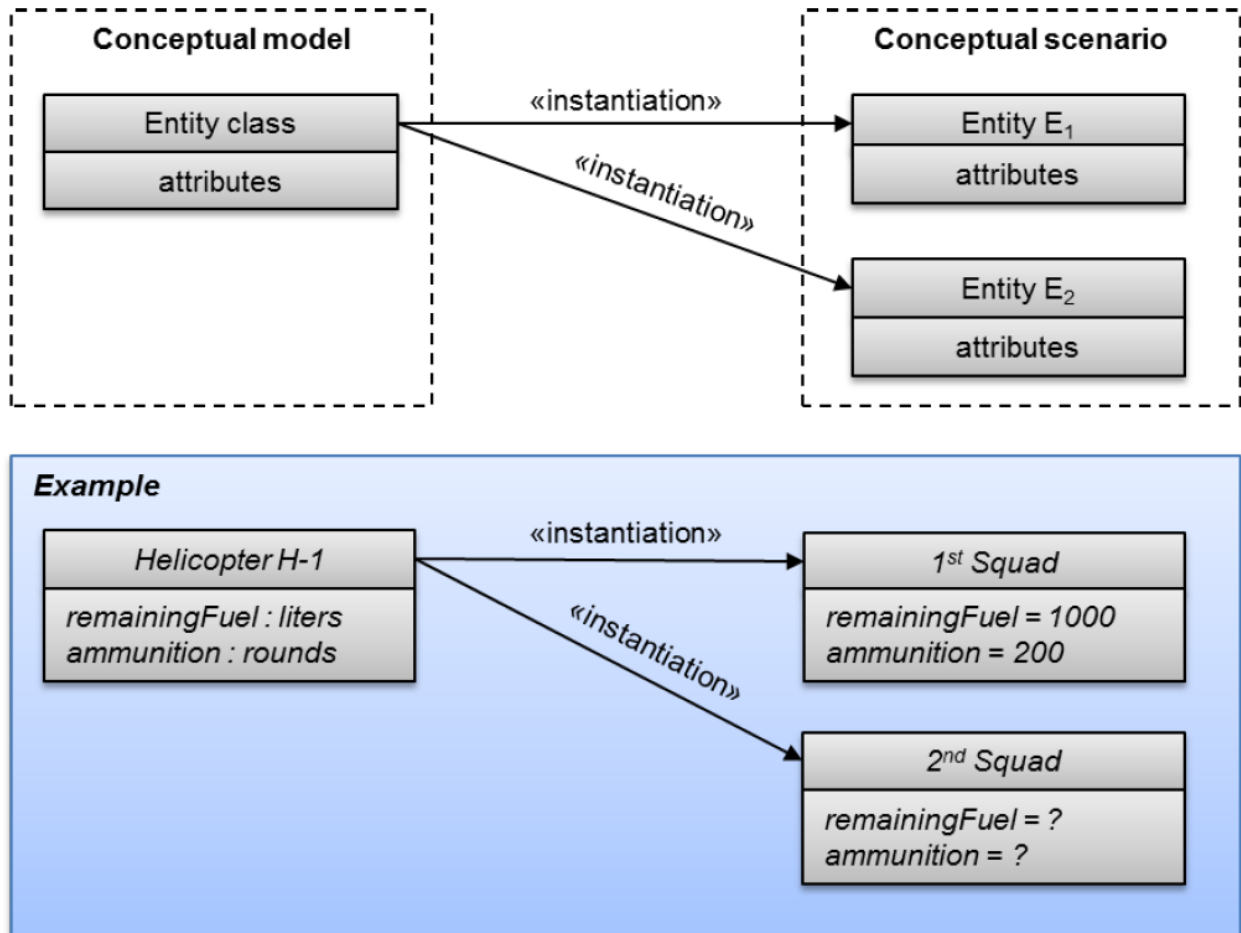 Conceptual model
Conceptual scenario
Entity class
attributes
«instantiation»
«instantiation»
Entity E₁
attributes
Entity E₂
attributes
Example
Helicopter H-1
remainingFuel : liters
ammunition : rounds
«instantiation»
«instantiation»
1st Squad
remainingFuel = 1000
ammunition = 200
2nd Squad
remainingFuel = ?
ammunition = ?